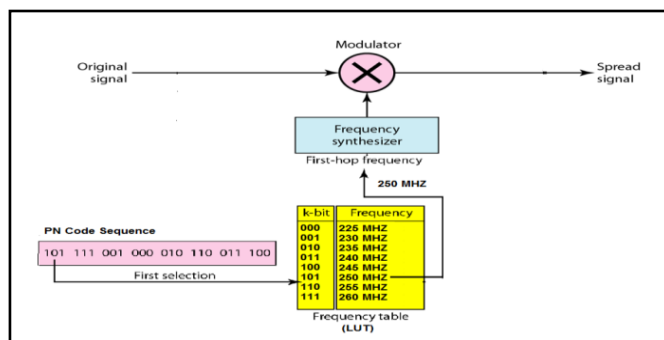 Modulator
Original
signal
Spread
signal
Frequency
synthesizer
First-hop frequency
250 MHZ
k-bit Frequency
000 225 MHZ
001 230 MHZ
010 235 MHZ
011 240 MHZ
100 245 MHZ
101 250 MHZ
110 255 MHZ
111 260 MHZ
PN Code Sequence
101 111 001 000 010 110 011 100
First selection
Frequency table
(LUT)